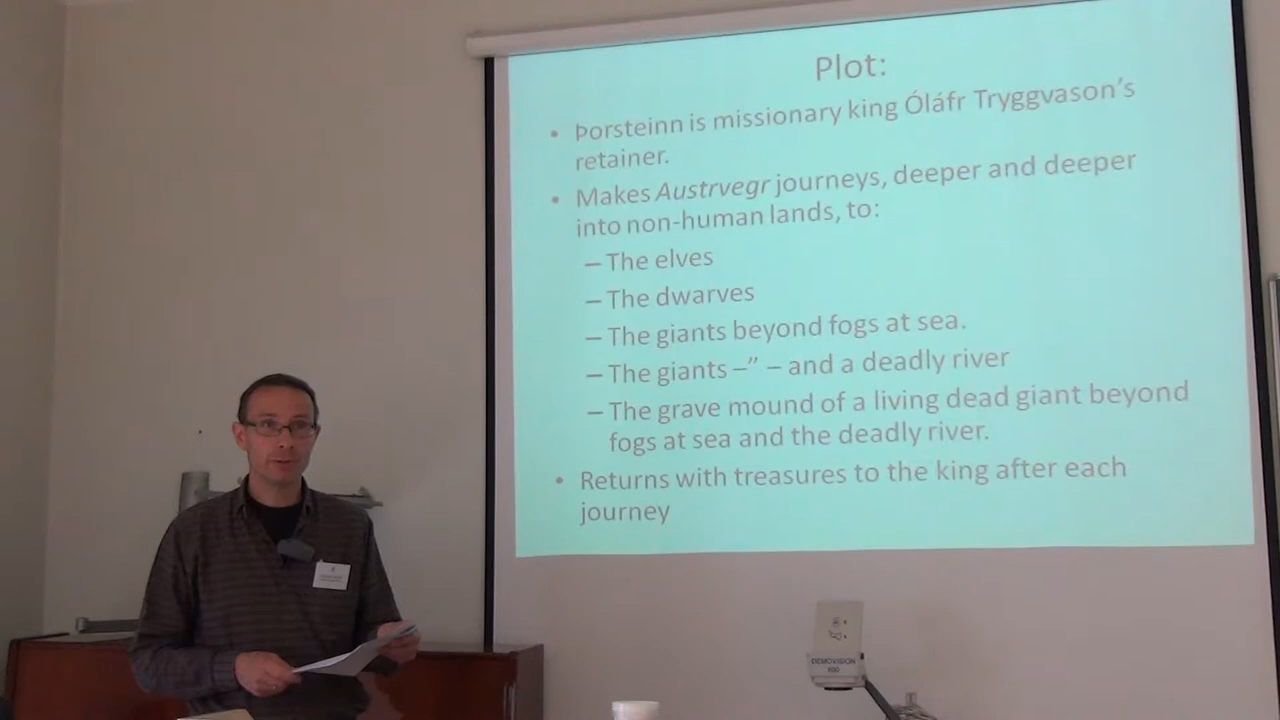 Plot:
• Þorsteinn is missionary king Óláfr Tryggvason's
retainer.
• Makes Austrvegr journeys, deeper and deeper
into non-human lands, to:
– The elves
– The dwarves
– The giants beyond fogs at sea.
– The giants –” – and a deadly river
– The grave mound of a living dead giant beyond
fogs at sea and the deadly river.
• Returns with treasures to the king after each
journey
DEMOVISION